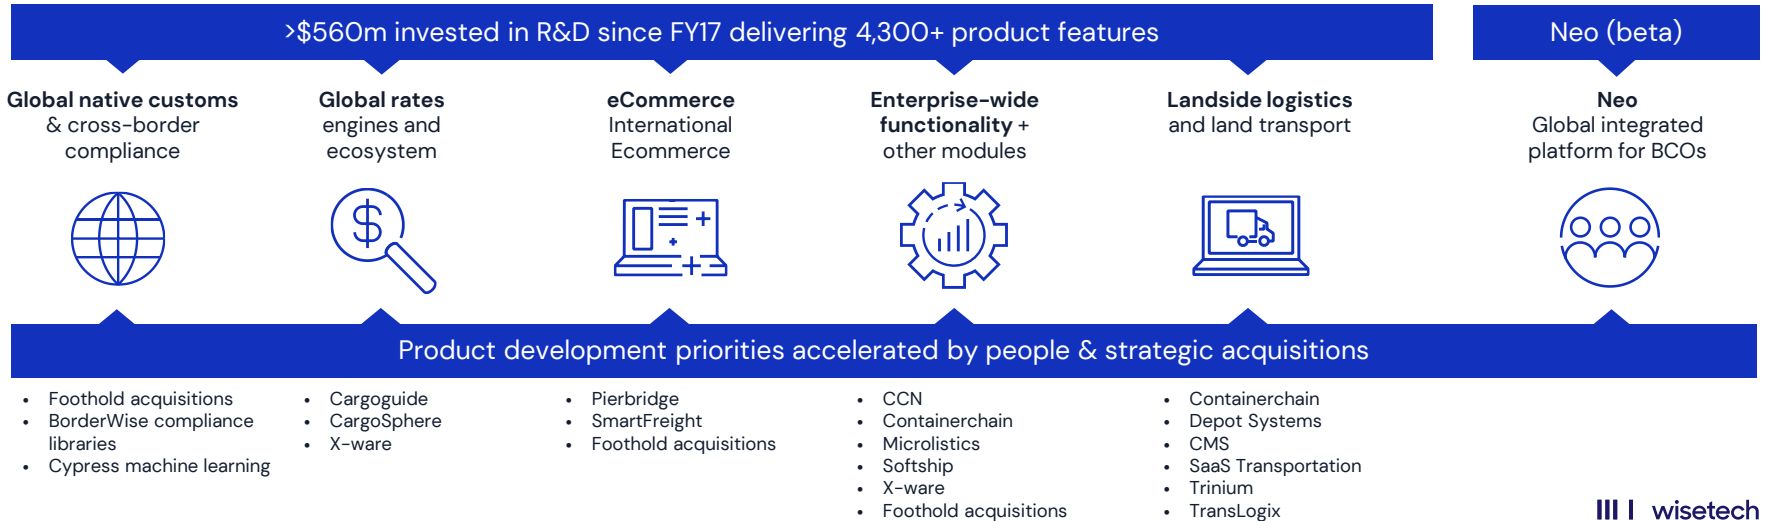 >$560m invested in R&D since FY17 delivering 4,300+ product features
Neo (beta)
Global native customs
& cross-border
compliance
Global rates
engines and
ecosystem
eCommerce
International
Ecommerce
Enterprise-wide
functionality +
other modules
Landside logistics
and land transport
Neo
Global integrated
platform for BCOs
$
Product development priorities accelerated by people & strategic acquisitions
• Foothold acquisitions
• BorderWise compliance
libraries
• Cypress machine learning
• Cargoguide
• CargoSphere
• X-ware
• Pierbridge
• SmartFreight
• Foothold acquisitions
• CCN
• Containerchain
• Microlistics
• Softship
• X-ware
• Foothold acquisitions
• Containerchain
• Depot Systems
• CMS
• SaaS Transportation
• Trinium
• TransLogix
wisetech